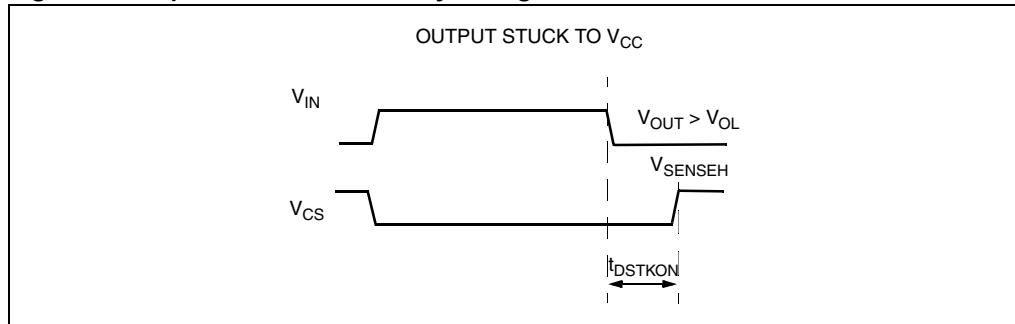 OUTPUT STUCK TO VCC
VIN
VOUT > VOL
VSENSEH
VCS
tDSTKON